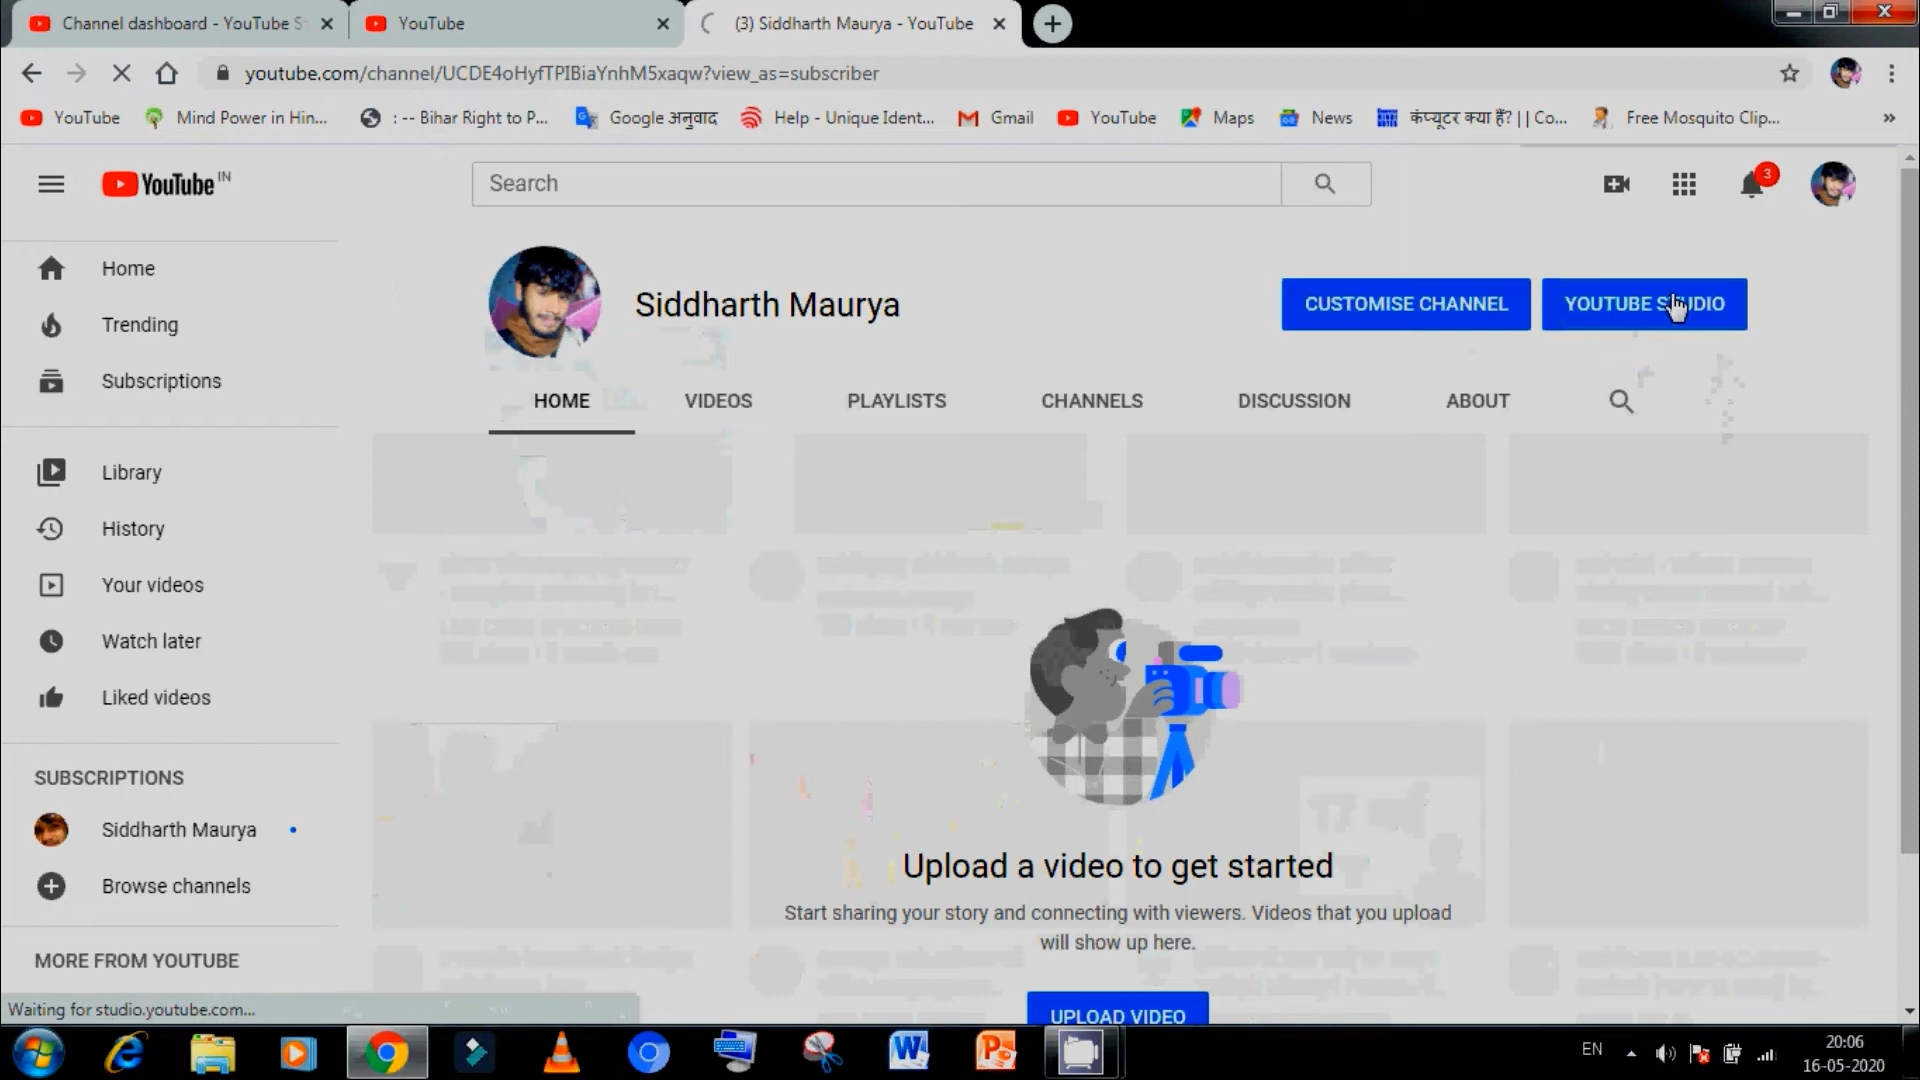 Channel dashboard - YouTube S
YouTube
(3) Siddharth Maurya - YouTube
youtube.com/channel/UCDE4oHyfTPIBiaYnhM5xaqw?view_as=subscriber
YouTube
Mind Power in Hin...
: -- Bihar Right to P...
Google अनुवाद
Help - Unique Ident...
Gmail
YouTube
Maps
News
कंप्यूटर क्या हैं? || Co...
Free Mosquito Clip...
»
YouTube IN
Search
3
Home
Trending
Subscriptions
Library
History
Your videos
Watch later
Liked videos
SUBSCRIPTIONS
Siddharth Maurya
Browse channels
MORE FROM YOUTUBE
Siddharth Maurya
CUSTOMISE CHANNEL
YOUTUBE STUDIO
HOME
VIDEOS
PLAYLISTS
CHANNELS
DISCUSSION
ABOUT
Upload a video to get started
Start sharing your story and connecting with viewers. Videos that you upload
will show up here.
UPLOAD VIDEO
Waiting for studio.youtube.com...
EN
20:06
16-05-2020